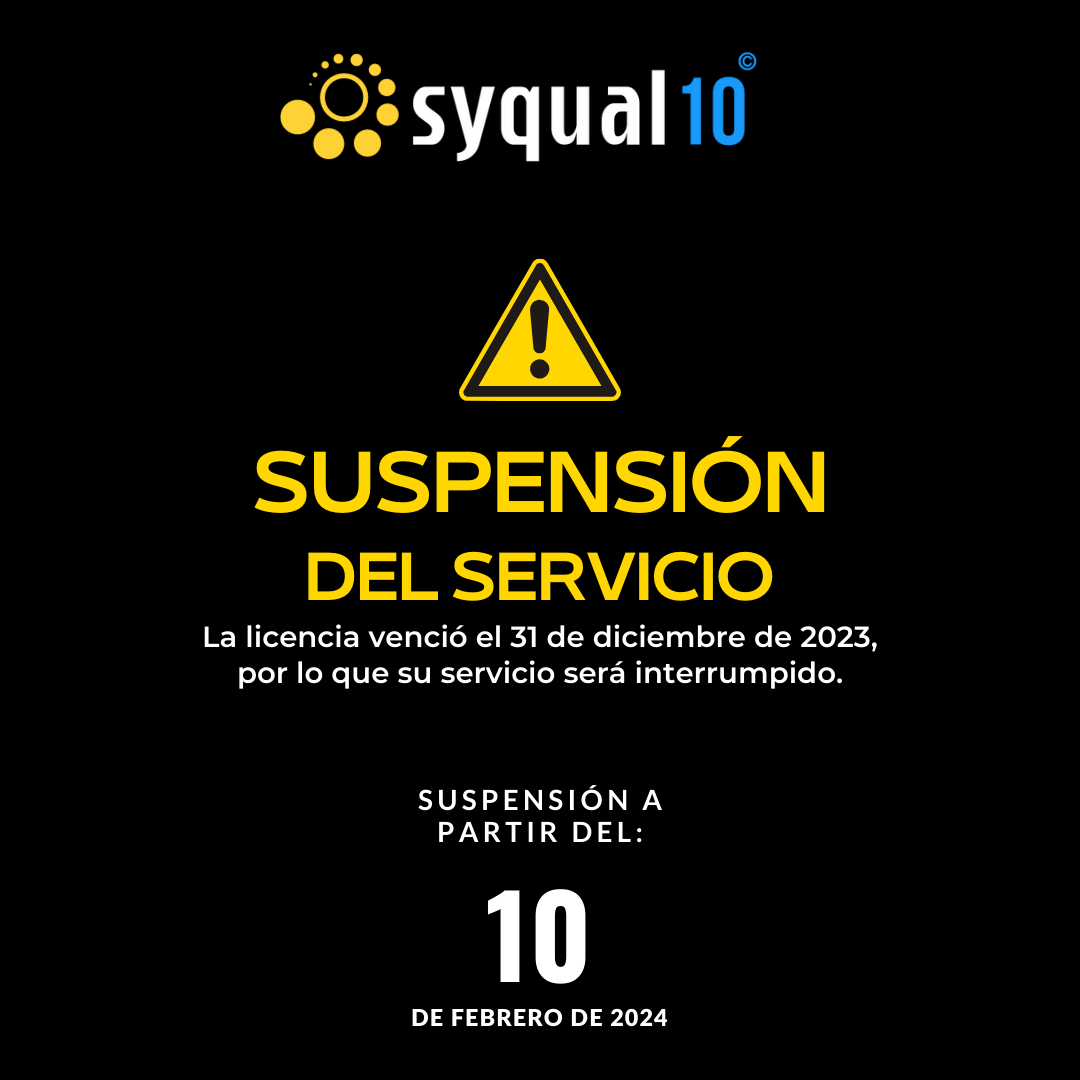 syqual10©
SUSPENSIÓN
DEL SERVICIO
La licencia venció el 31 de diciembre de 2023,
por lo que su servicio será interrumpido.
SUSPENSIÓN A
PARTIR DEL:
10
DE FEBRERO DE 2024